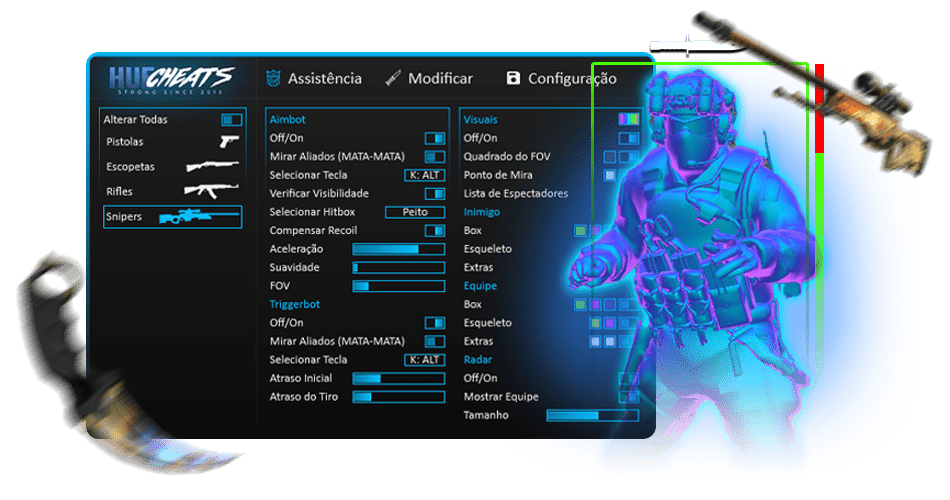 HUFCHEATS
STRONG SINCE 2015
Assistência
Modificar
Configuração
Alterar Todas
Pistolas
Escopetas
Rifles
Snipers
Aimbot
Off/On
Mirar Aliados (MATA-MATA)
Selecionar Tecla K: ALT
Verificar Visibilidade
Selecionar Hitbox Peito
Compensar Recoil
Aceleração
Suavidade
FOV
Triggerbot
Off/On
Mirar Aliados (MATA-MATA)
Selecionar Tecla K: ALT
Atraso Inicial
Atraso do Tiro
Visuais
Off/On
Quadrado do FOV
Ponto de Mira
Lista de Espectadores
Inimigo
Box
Esqueleto
Extras
Equipe
Box
Esqueleto
Extras
Radar
Off/On
Mostrar Equipe
Tamanho